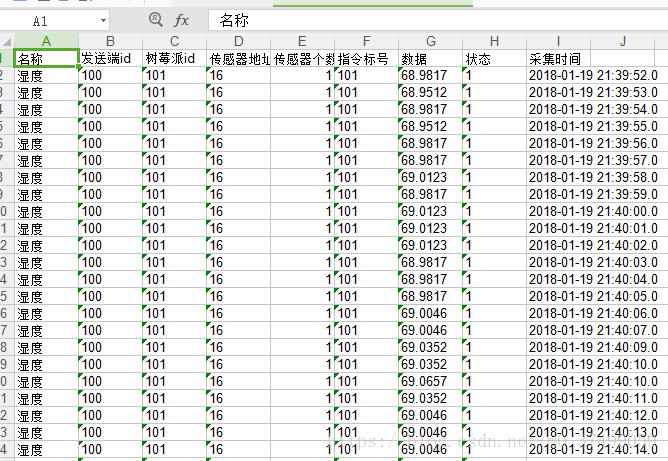 A1 fx 名称
A B C D E F G H I J
1 名称 发送端id 树莓派id 传感器地址 传感器个数 指令标号 数据 状态 采集时间
2 湿度 100 101 16 1 101 68.9817 1 2018-01-19 21:39:52.0
3 湿度 100 101 16 1 101 68.9512 1 2018-01-19 21:39:53.0
4 湿度 100 101 16 1 101 68.9817 1 2018-01-19 21:39:54.0
5 湿度 100 101 16 1 101 68.9512 1 2018-01-19 21:39:55.0
6 湿度 100 101 16 1 101 68.9817 1 2018-01-19 21:39:56.0
7 湿度 100 101 16 1 101 68.9817 1 2018-01-19 21:39:57.0
8 湿度 100 101 16 1 101 69.0123 1 2018-01-19 21:39:58.0
9 湿度 100 101 16 1 101 68.9817 1 2018-01-19 21:39:59.0
0 湿度 100 101 16 1 101 69.0123 1 2018-01-19 21:40:00.0
1 湿度 100 101 16 1 101 69.0123 1 2018-01-19 21:40:01.0
2 湿度 100 101 16 1 101 69.0123 1 2018-01-19 21:40:02.0
3 湿度 100 101 16 1 101 68.9817 1 2018-01-19 21:40:03.0
4 湿度 100 101 16 1 101 68.9817 1 2018-01-19 21:40:04.0
5 湿度 100 101 16 1 101 68.9817 1 2018-01-19 21:40:05.0
6 湿度 100 101 16 1 101 69.0046 1 2018-01-19 21:40:06.0
7 湿度 100 101 16 1 101 69.0046 1 2018-01-19 21:40:07.0
8 湿度 100 101 16 1 101 69.0352 1 2018-01-19 21:40:09.0
9 湿度 100 101 16 1 101 69.0352 1 2018-01-19 21:40:10.0
0 湿度 100 101 16 1 101 69.0657 1 2018-01-19 21:40:10.0
1 湿度 100 101 16 1 101 69.0352 1 2018-01-19 21:40:11.0
2 湿度 100 101 16 1 101 69.0046 1 2018-01-19 21:40:12.0
3 湿度 100 101 16 1 101 69.0046 1 2018-01-19 21:40:13.0
4 湿度 100 101 16 1 101 69.0046 1 2018-01-19 21:40:14.0